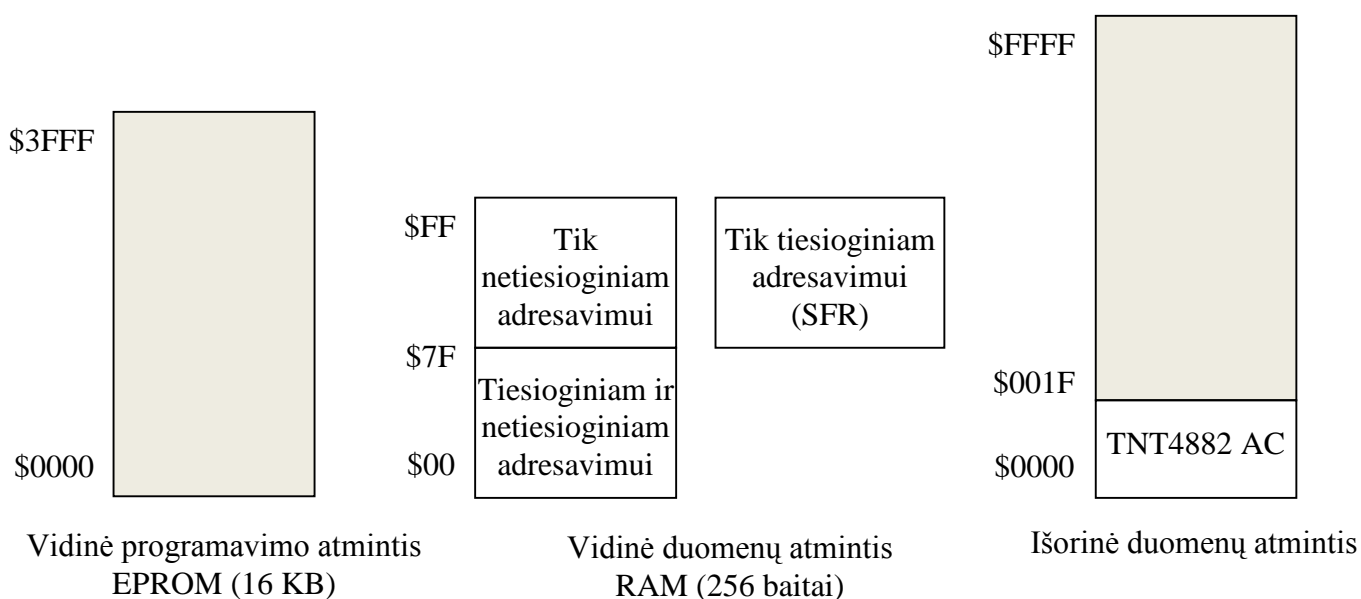 $3FFF
$0000
Vidinė programavimo atmintis
EPROM (16 KB)
$FF
$7F
$00
Tik
netiesioginiam
adresavimui
Tiesioginiam ir
netiesioginiam
adresavimui
Tik tiesioginiam
adresavimui
(SFR)
Vidinė duomenų atmintis
RAM (256 baitai)
$FFFF
$001F
$0000
TNT4882 AC
Išorinė duomenų atmintis